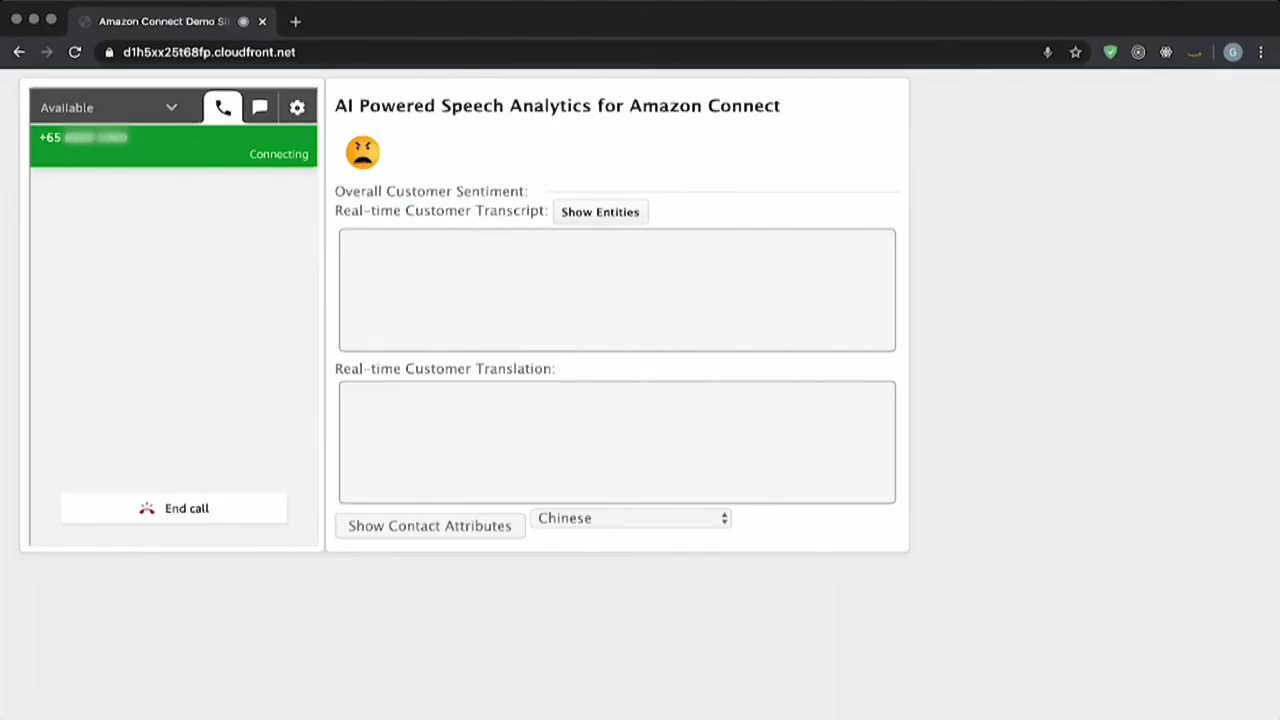 Amazon Connect Demo Si
d1h5xx25t68fp.cloudfront.net
G
Available
+65
Connecting
End call
AI Powered Speech Analytics for Amazon Connect
Overall Customer Sentiment:
Real-time Customer Transcript: Show Entities
Real-time Customer Translation:
Show Contact Attributes
Chinese